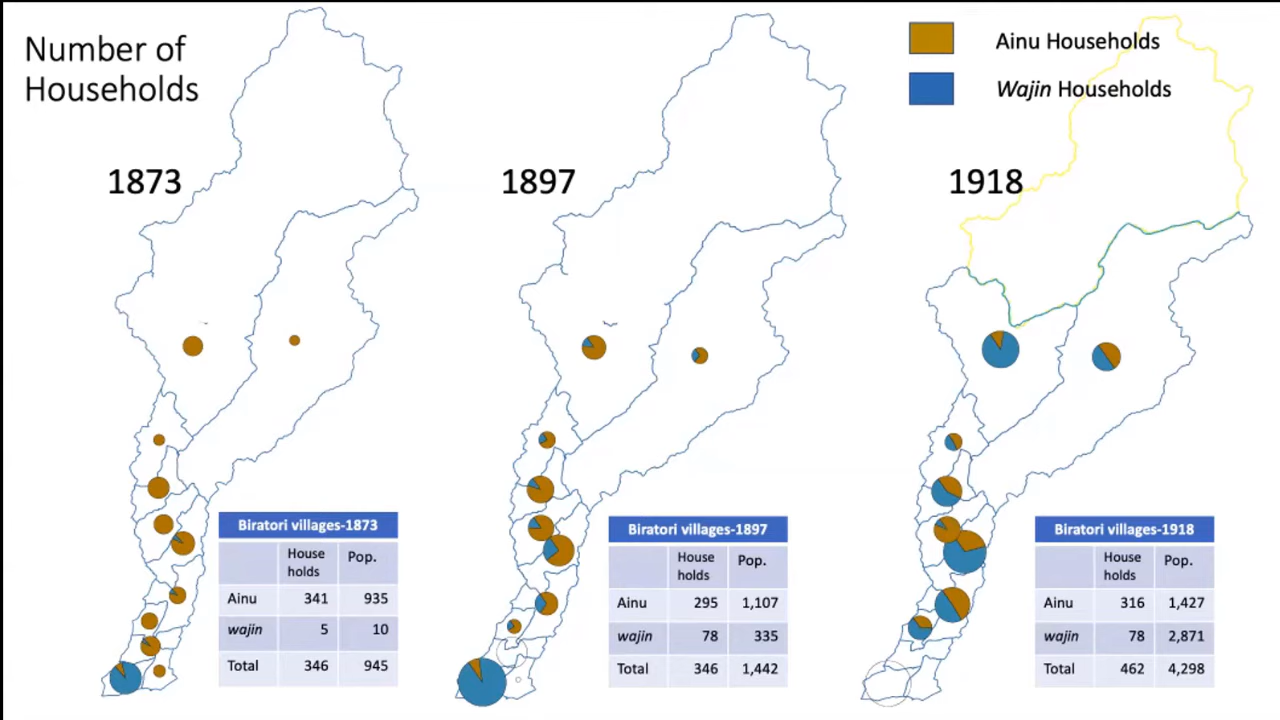 Number of
Households
Ainu Households
Wajin Households
1873
1897
1918
Biratori villages-1873
House
holds
Pop.
Ainu 341 935
wajin 5 10
Total 346 945
Biratori villages-1897
House
holds
Pop.
Ainu 295 1,107
wajin 78 335
Total 346 1,442
Biratori villages-1918
House
holds
Pop.
Ainu 316 1,427
wajin 78 2,871
Total 462 4,298